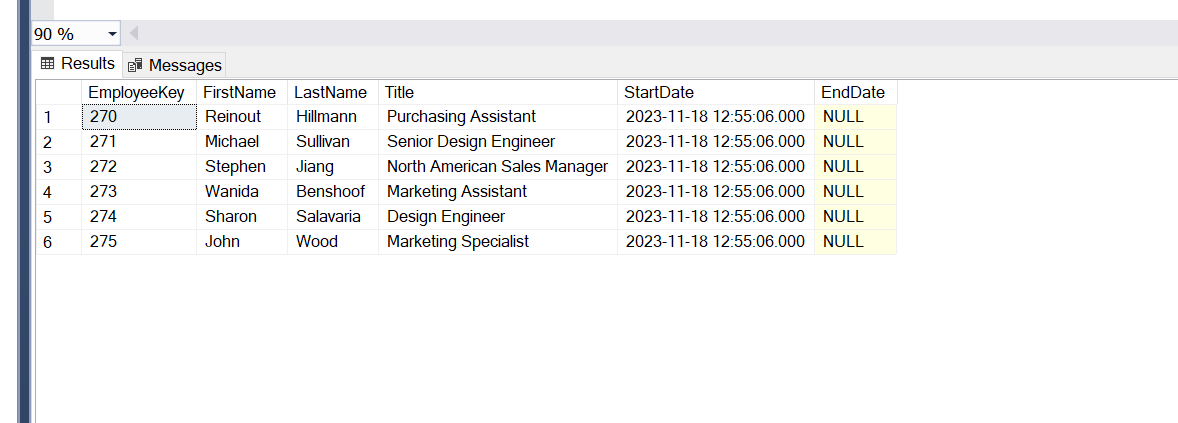 90 %
Results Messages
EmployeeKey FirstName LastName Title StartDate EndDate
1 270 Reinout Hillmann Purchasing Assistant 2023-11-18 12:55:06.000 NULL
2 271 Michael Sullivan Senior Design Engineer 2023-11-18 12:55:06.000 NULL
3 272 Stephen Jiang North American Sales Manager 2023-11-18 12:55:06.000 NULL
4 273 Wanida Benshoof Marketing Assistant 2023-11-18 12:55:06.000 NULL
5 274 Sharon Salavaria Design Engineer 2023-11-18 12:55:06.000 NULL
6 275 John Wood Marketing Specialist 2023-11-18 12:55:06.000 NULL